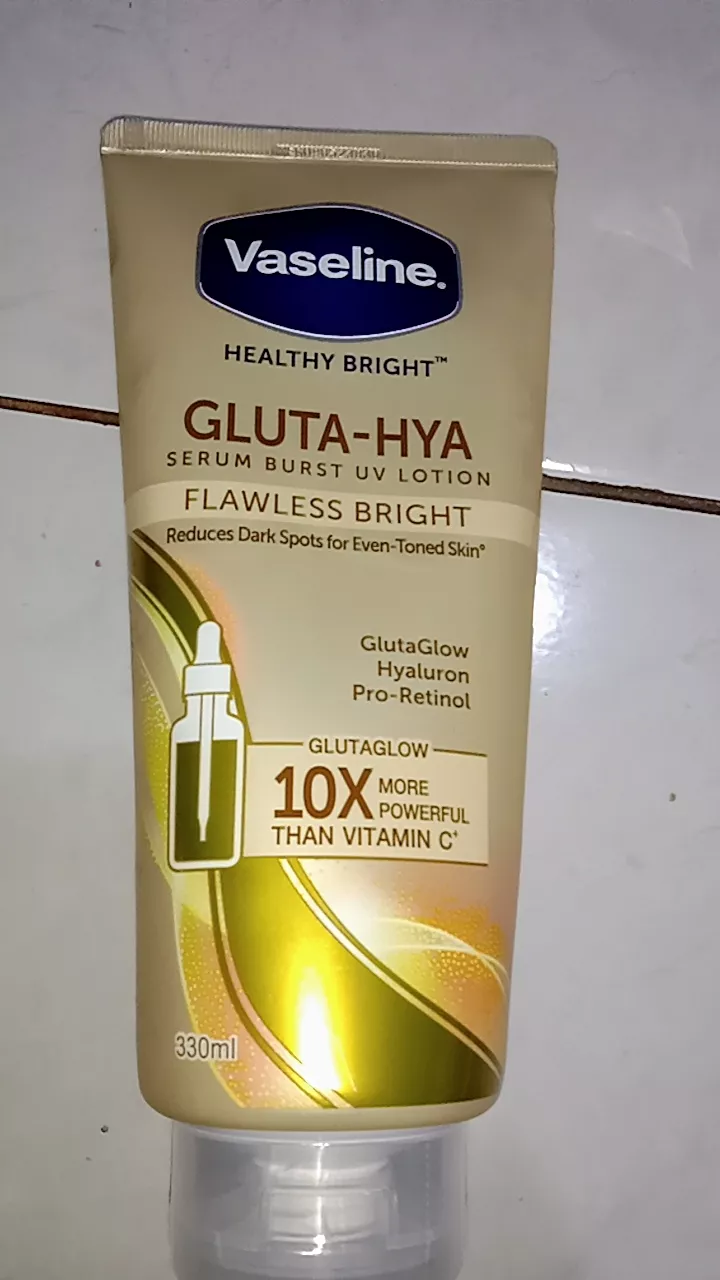 Vaseline.
HEALTHY BRIGHT™
GLUTA-HYA
SERUM BURST UV LOTION
FLAWLESS BRIGHT
Reduces Dark Spots for Even-Toned Skin°
GlutaGlow
Hyaluron
Pro-Retinol
GLUTAGLOW
10X MORE
POWERFUL
THAN VITAMIN C⁺
330ml